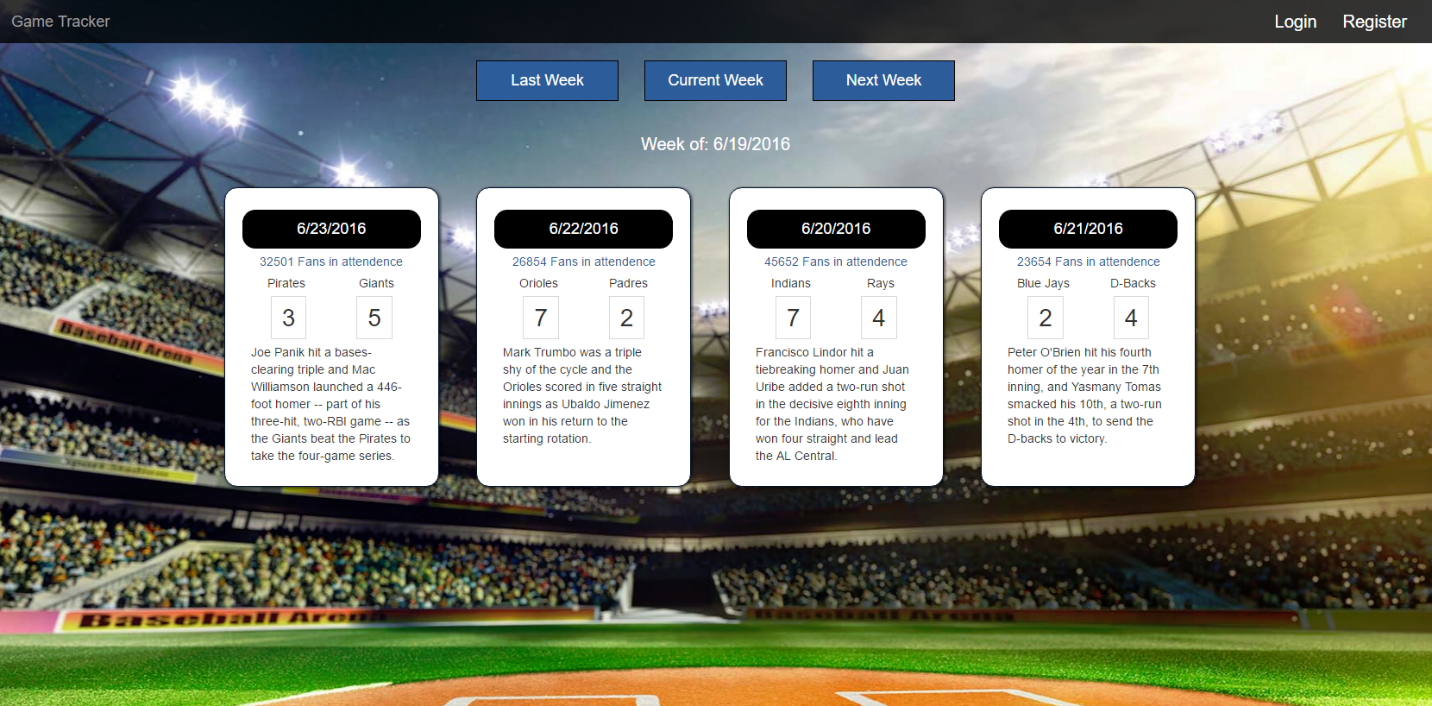 Game Tracker
Login Register
Last Week Current Week Next Week
Week of: 6/19/2016
6/23/2016
32501 Fans in attendence
Pirates Giants
3 5
Joe Panik hit a bases-
clearing triple and Mac
Williamson launched a 446-
foot homer -- part of his
three-hit, two-RBI game -- as
the Giants beat the Pirates to
take the four-game series.
6/22/2016
26854 Fans in attendence
Orioles Padres
7 2
Mark Trumbo was a triple
shy of the cycle and the
Orioles scored in five straight
innings as Ubaldo Jimenez
won in his return to the
starting rotation.
6/20/2016
45652 Fans in attendence
Indians Rays
7 4
Francisco Lindor hit a
tiebreaking homer and Juan
Uribe added a two-run shot
in the decisive eighth inning
for the Indians, who have
won four straight and lead
the AL Central.
6/21/2016
23654 Fans in attendence
Blue Jays D-Backs
2 4
Peter O'Brien hit his fourth
homer of the year in the 7th
inning, and Yasmany Tomas
smacked his 10th, a two-run
shot in the 4th, to send the
D-backs to victory.
Baseball Arena
Sport Stadium
Baseball Arena
Baseball Arena